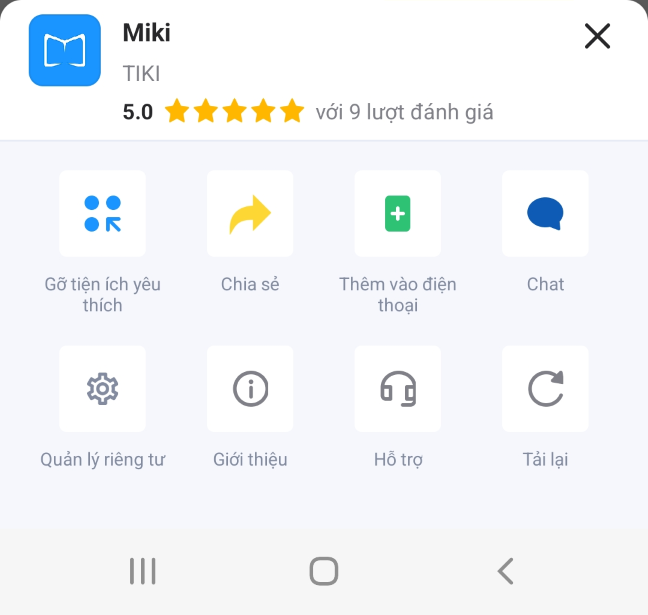 Miki
TIKI
5.0 với 9 lượt đánh giá
Gỡ tiện ích yêu
thích
Chia sẻ
Thêm vào điện
thoại
Chat
Quản lý riêng tư
Giới thiệu
Hỗ trợ
Tải lại